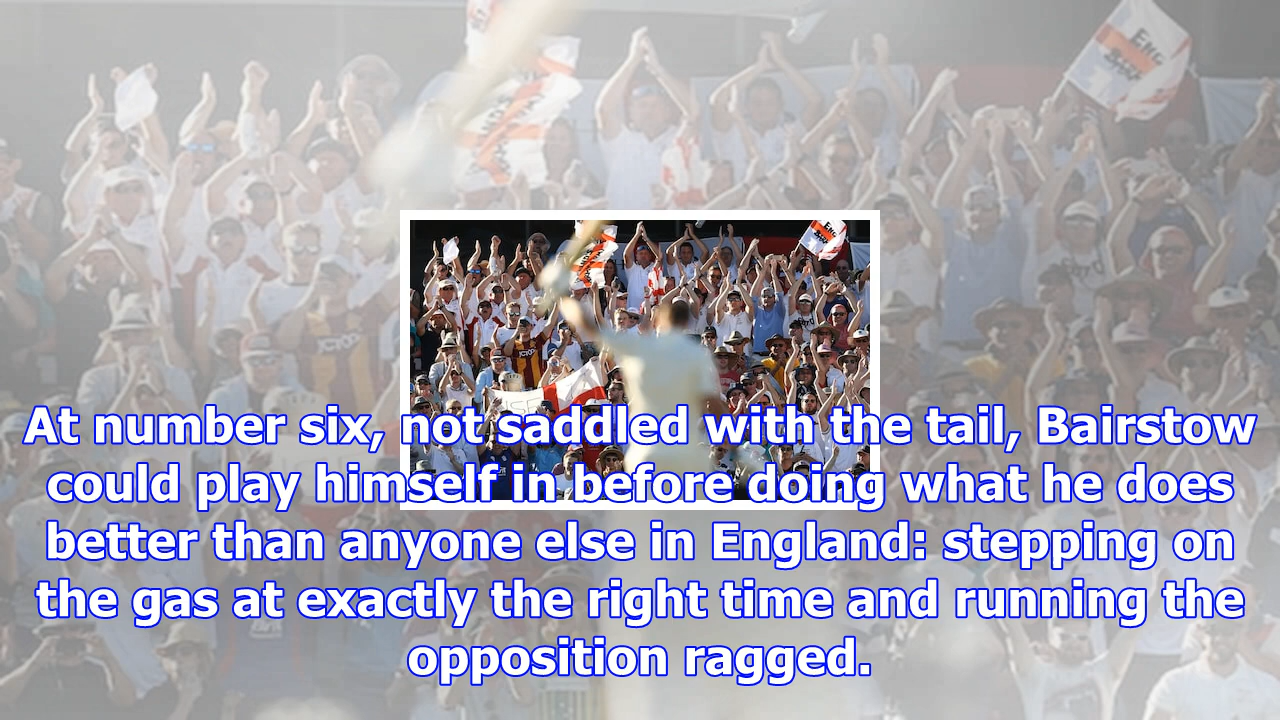 At number six, not saddled with the tail, Bairstow
could play himself in before doing what he does
better than anyone else in England: stepping on
the gas at exactly the right time and running the
opposition ragged.